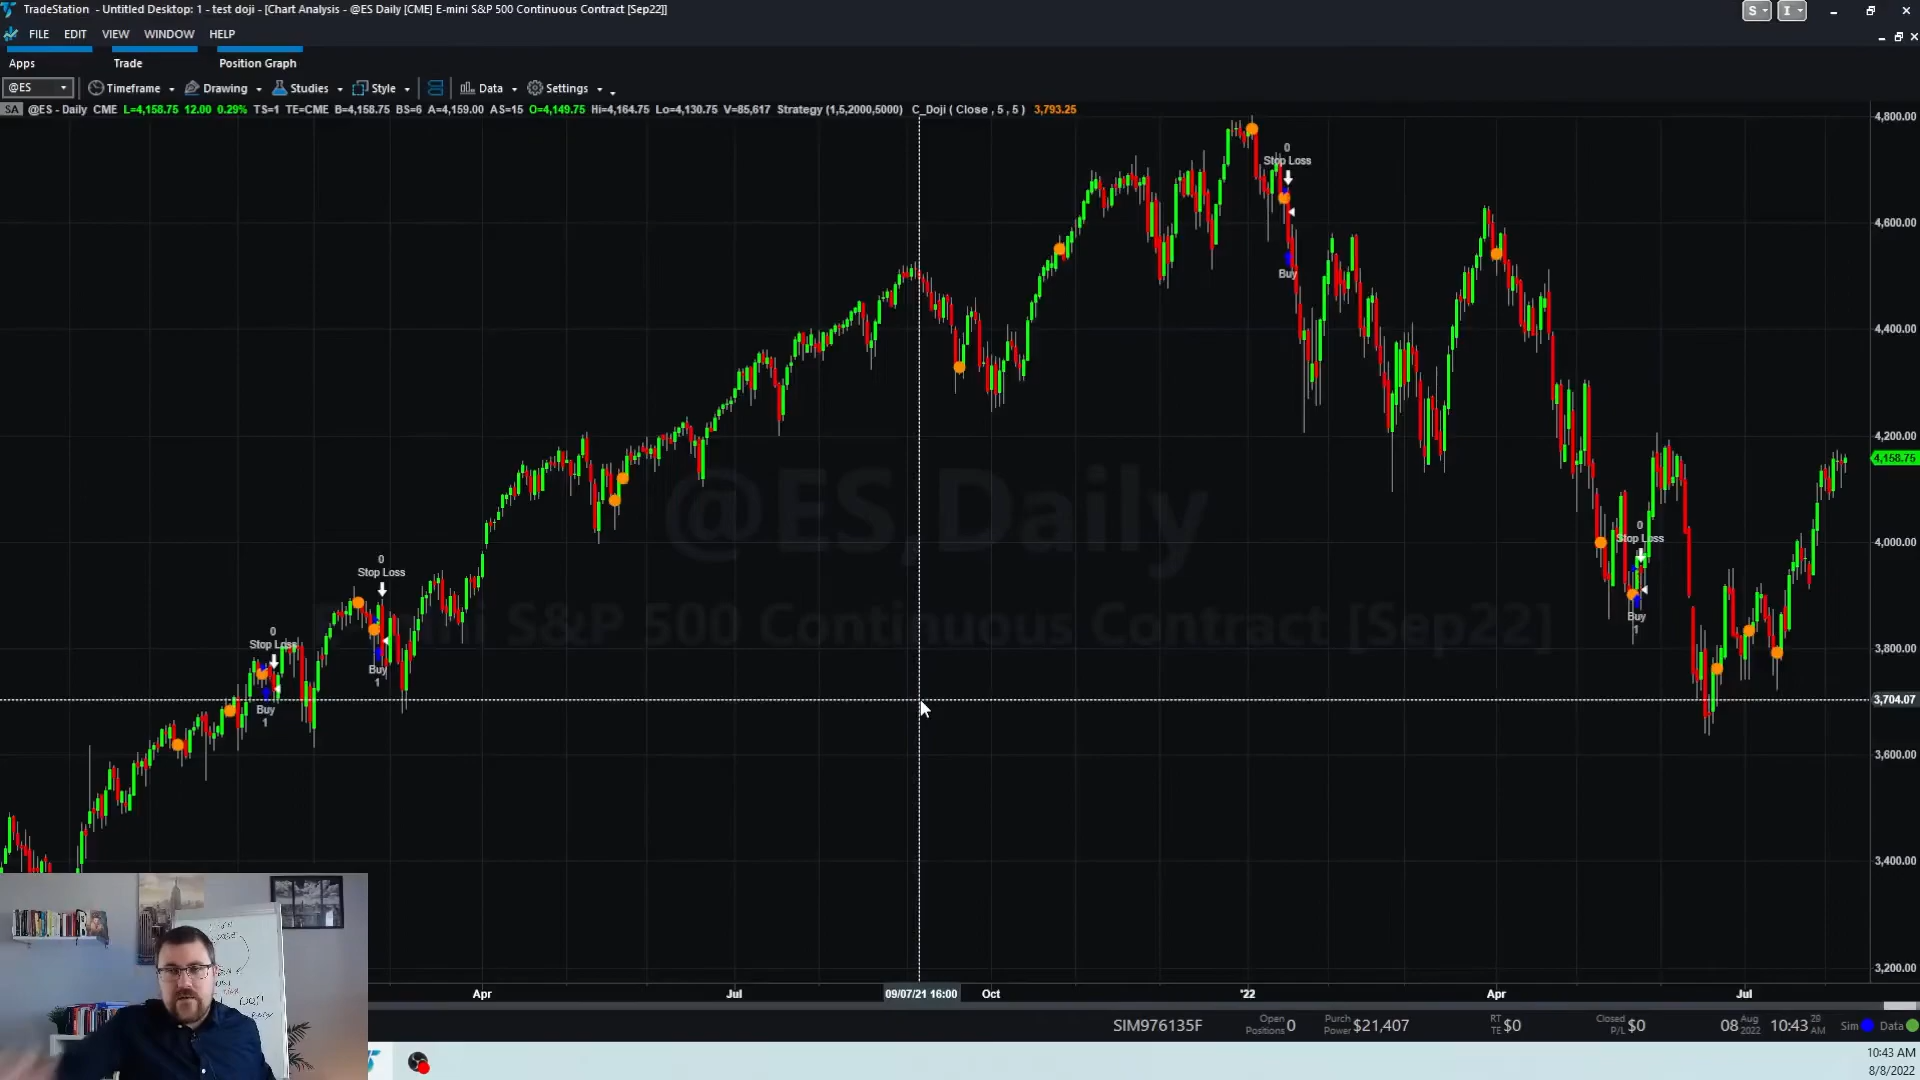 TradeStation - Untitled Desktop: 1 - test doji - [Chart Analysis - @ES Daily [CME] E-mini S&P 500 Continuous Contract [Sep22]]
S
I
FILE EDIT VIEW WINDOW HELP
Apps Trade Position Graph
@ES Timeframe Drawing Studies Style Data Settings
SA @ES - Daily CME L=4,158.75 12.00 0.29% TS=1 TE=CME B=4,158.75 BS=6 A=4,159.00 AS=15 O=4,149.75 Hi=4,164.75 Lo=4,130.75 V=85,617 Strategy (1,5,2000,5000) C_Doji ( Close , 5 , 5 ) 3,793.25
4,800.00
0
Stop Loss
4,600.00
Buy
4,400.00
4,200.00
4,158.75
@ES, Daily
0
Stop Loss
4,000.00
0
Stop Loss
Buy
1
S&P 500 Continuous Contract [Sep22]
0
Stop Loss
3,800.00
Buy
1
3,704.07
Buy
1
3,600.00
3,400.00
3,200.00
Apr Jul 09/07/21 16:00 Oct '22 Apr Jul
SIM976135F Open Positions 0 Purch Power $21,407 RT TE $0 Closed P/L $0 08 Aug 2022 10:43 AM Sim Data
10:43 AM
8/8/2022